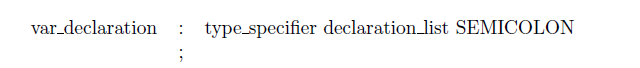 var_declaration : type_specifier declaration_list SEMICOLON
;